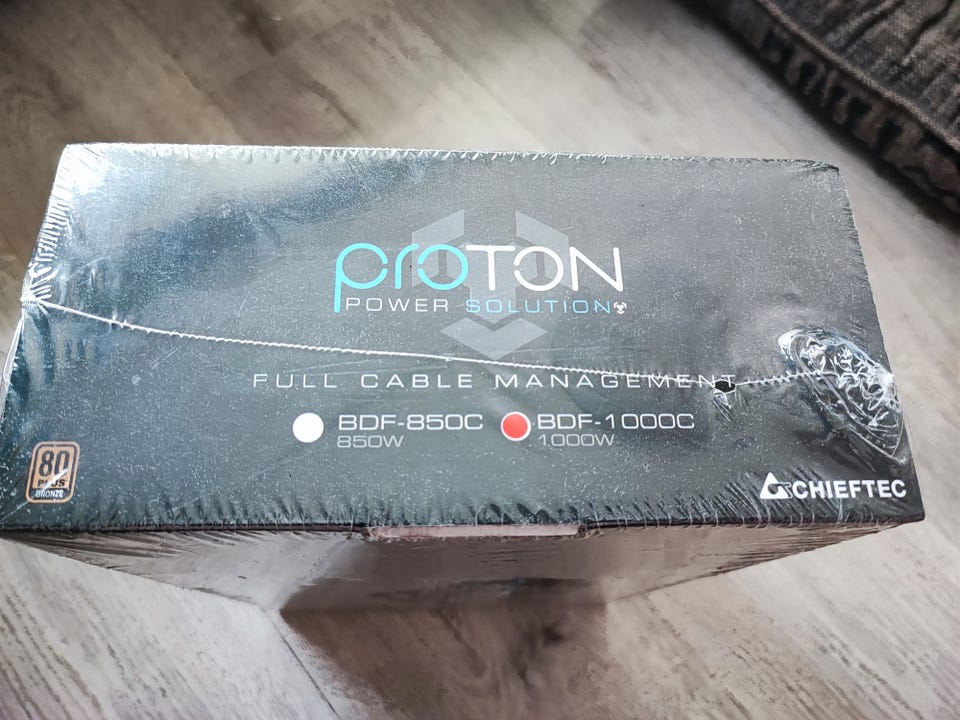 proTON
POWER SOLUTION
FULL CABLE MANAGEMENT
BDF-850C
850W
BDF-1000C
1000W
80
PLUS
BRONZE
CHIEFTEC